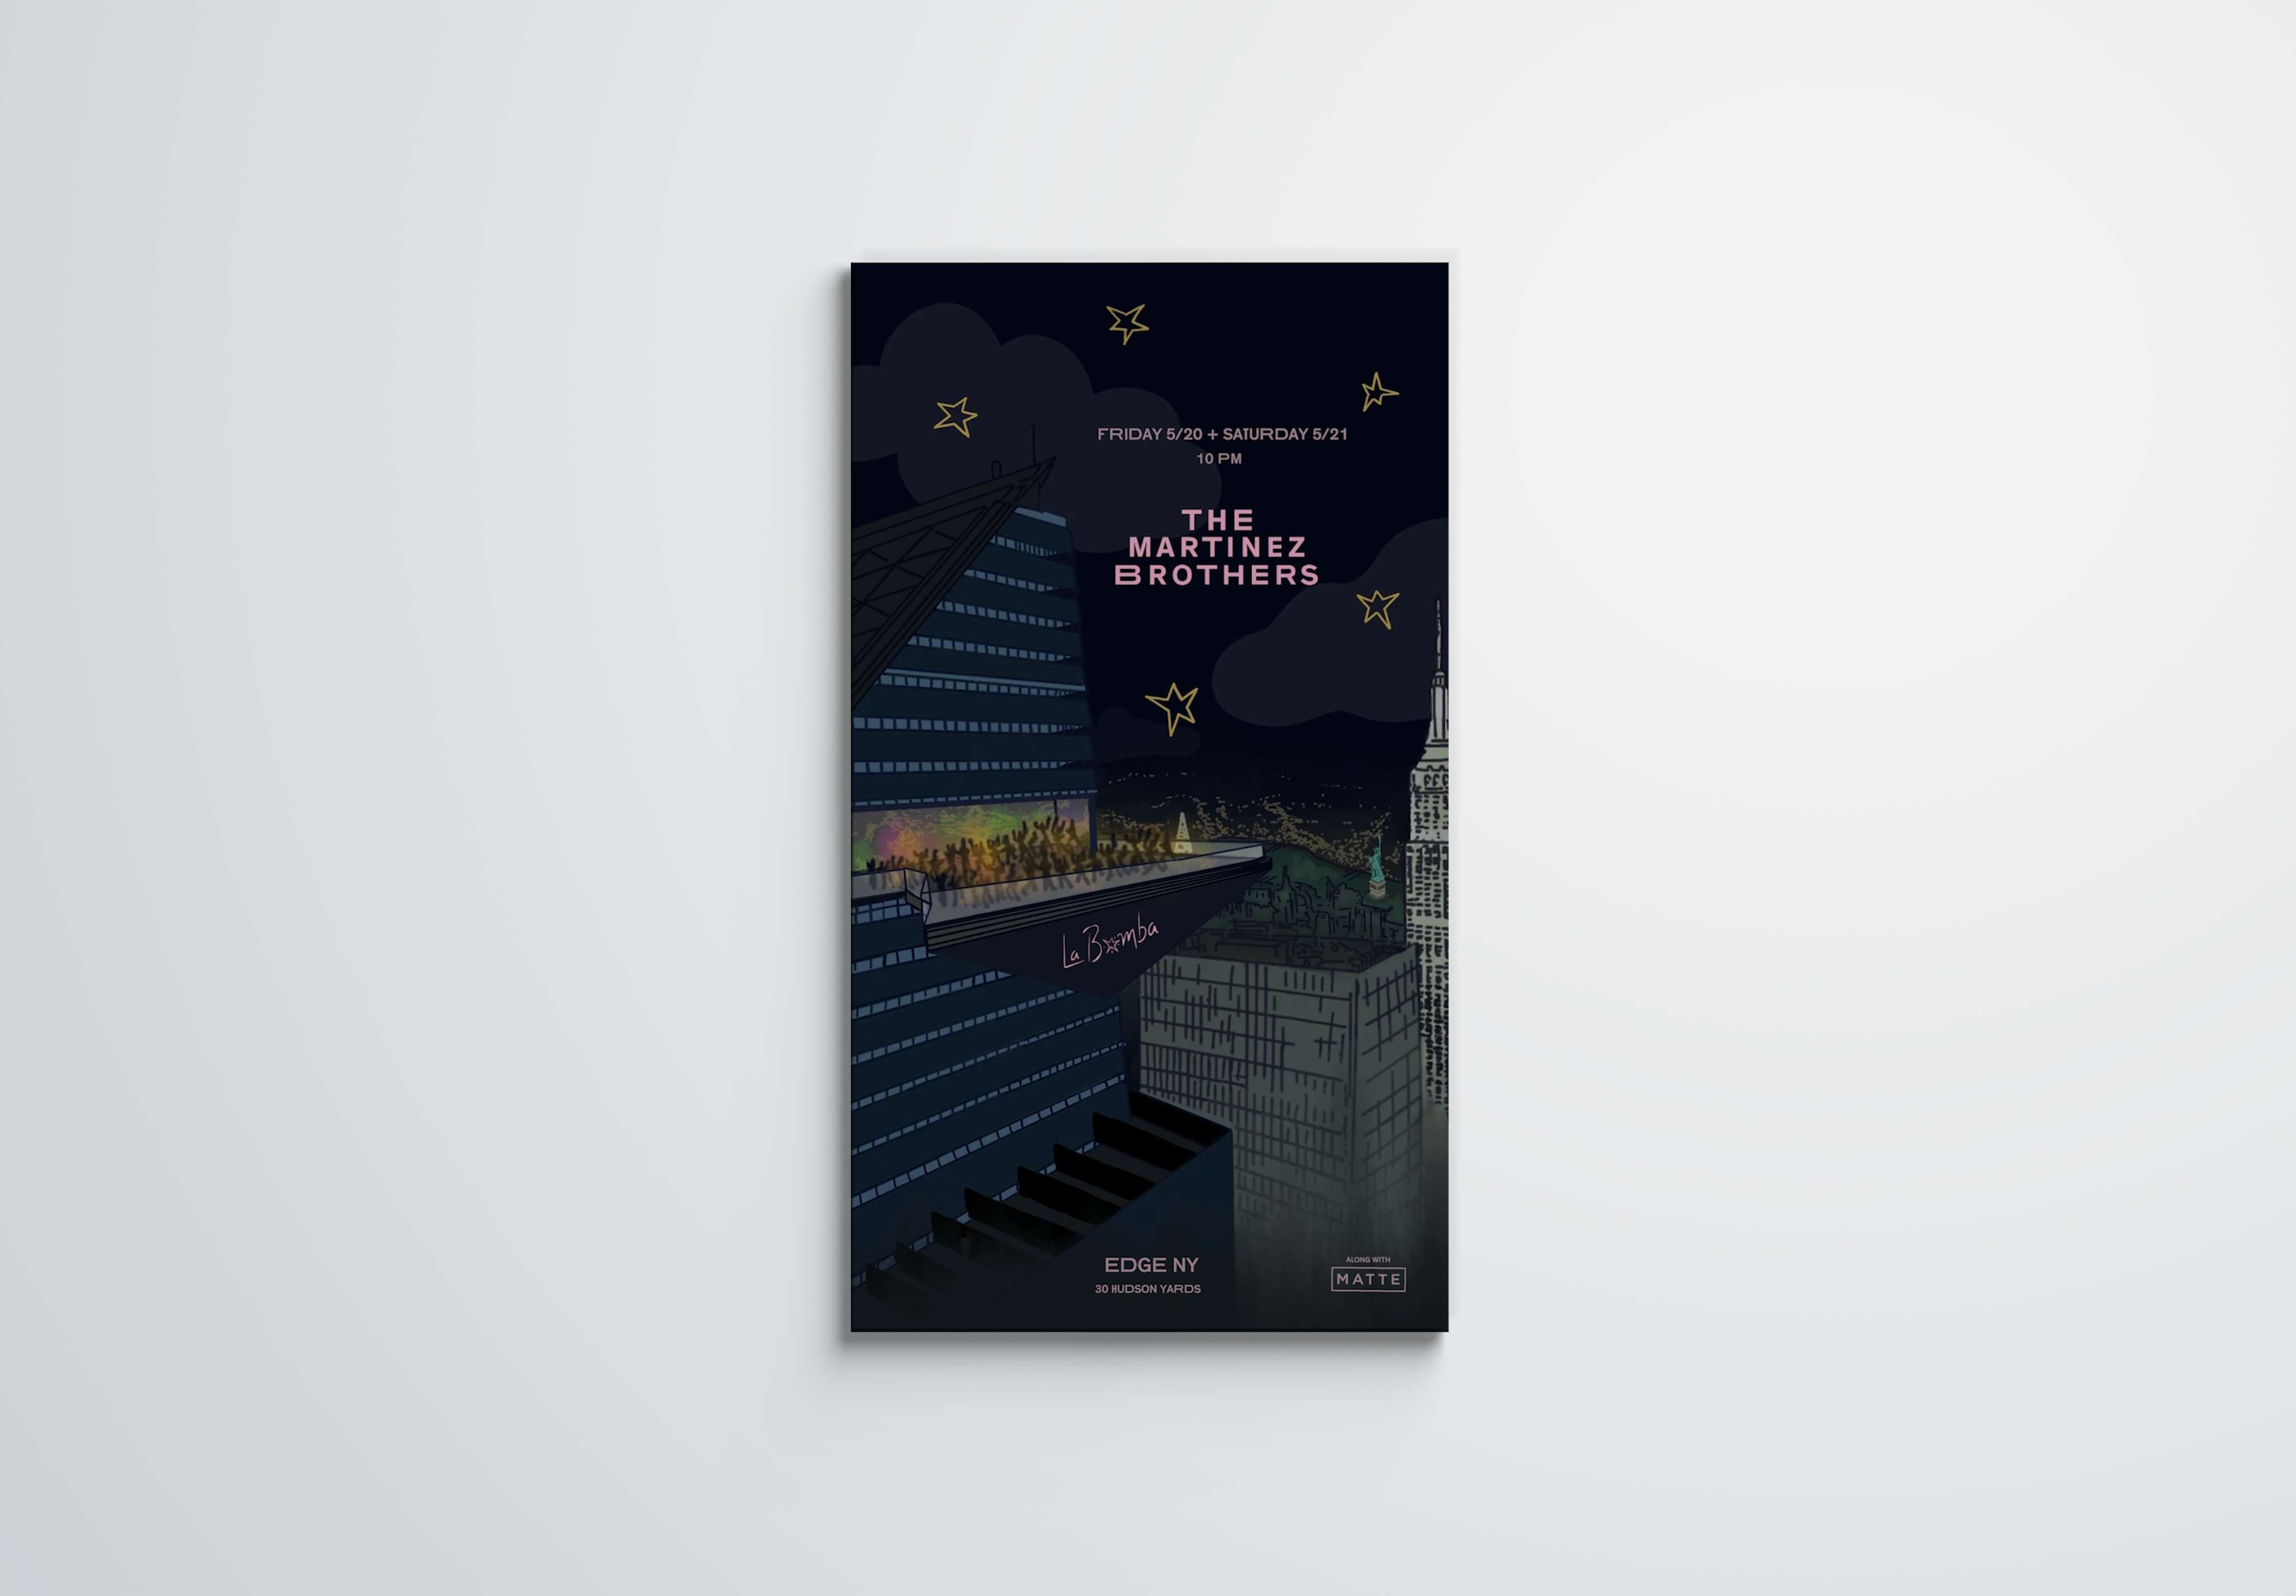 FRIDAY 5/20 + SATURDAY 5/21
10 PM
THE
MARTINEZ
BROTHERS
La Bomba
EDGE NY
30 HUDSON YARDS
ALONG WITH
MATTE